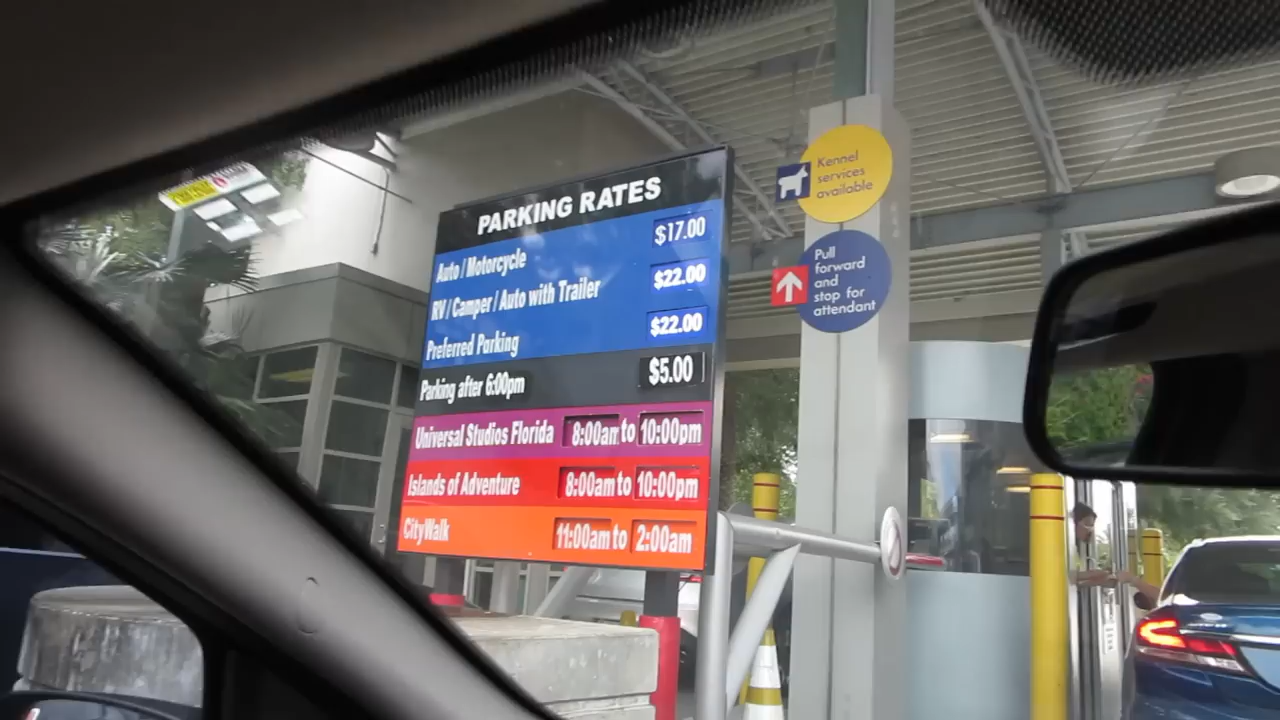 PARKING RATES
Auto / Motorcycle $17.00
RV / Camper / Auto with Trailer $22.00
Preferred Parking $22.00
Parking after 6:00pm $5.00
Universal Studios Florida 8:00am to 10:00pm
Islands of Adventure 8:00am to 10:00pm
CityWalk 11:00am to 2:00am
Kennel
services
available
Pull
forward
and
stop for
attendant